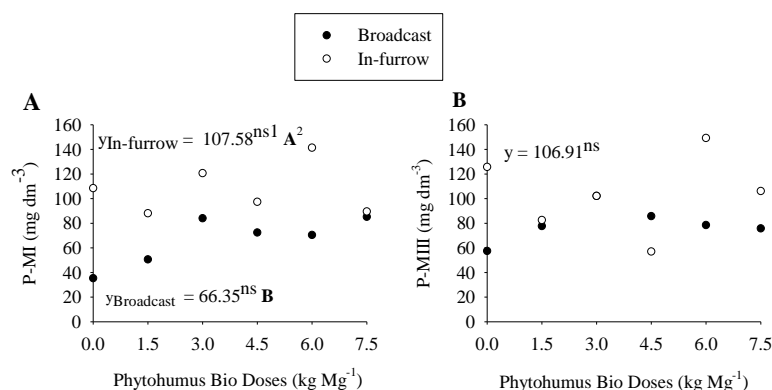 Broadcast
In-furrow
A
B
yIn-furrow = 107.58ns1 A2
y = 106.91ns
yBroadcast = 66.35ns B
P-MI (mg dm-3)
160
140
120
100
80
60
40
20
0
0.0 1.5 3.0 4.5 6.0 7.5
Phytohumus Bio Doses (kg Mg-1)
P-MIII (mg dm-3)
160
140
120
100
80
60
40
20
0
0.0 1.5 3.0 4.5 6.0 7.5
Phytohumus Bio Doses (kg Mg-1)